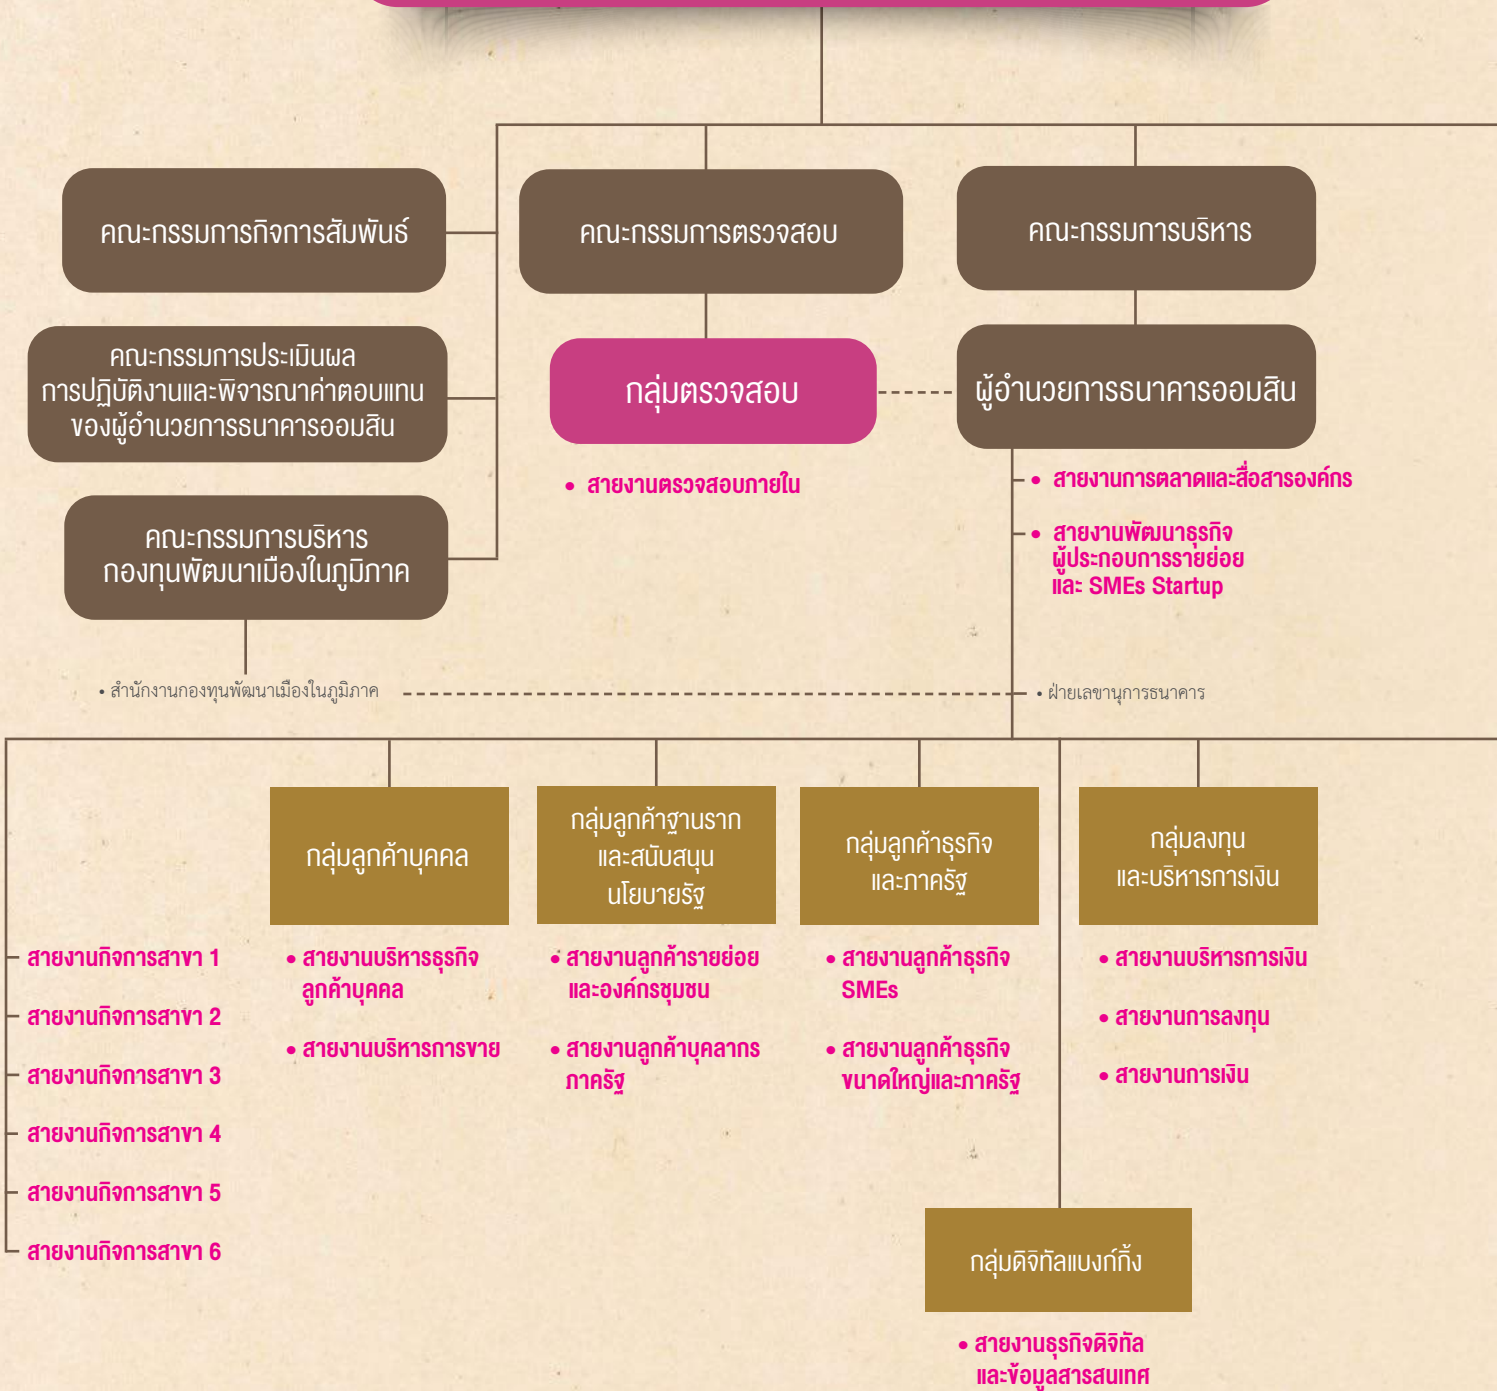 คณะกรรมการกิจการสัมพันธ์
คณะกรรมการตรวจสอบ
คณะกรรมการบริหาร
คณะกรรมการประเมินผล
การปฏิบัติงานและพิจารณาค่าตอบแทน
ของผู้อำนวยการธนาคารออมสิน
กลุ่มตรวจสอบ
ผู้อำนวยการธนาคารออมสิน
• สายงานตรวจสอบภายใน
• สายงานการตลาดและสื่อสารองค์กร
• สายงานพัฒนาธุรกิจ
ผู้ประกอบการรายย่อย
และ SMEs Startup
คณะกรรมการบริหาร
กองทุนพัฒนาเมืองในภูมิภาค
• สำนักงานกองทุนพัฒนาเมืองในภูมิภาค
• ฝ่ายเลขานุการธนาคาร
สายงานกิจการสาขา 1
สายงานกิจการสาขา 2
สายงานกิจการสาขา 3
สายงานกิจการสาขา 4
สายงานกิจการสาขา 5
สายงานกิจการสาขา 6
กลุ่มลูกค้าบุคคล
• สายงานบริหารธุรกิจ
ลูกค้าบุคคล
• สายงานบริหารการขาย
กลุ่มลูกค้าฐานราก
และสนับสนุน
นโยบายรัฐ
• สายงานลูกค้ารายย่อย
และองค์กรชุมชน
• สายงานลูกค้าบุคลากร
ภาครัฐ
กลุ่มลูกค้าธุรกิจ
และภาครัฐ
• สายงานลูกค้าธุรกิจ
SMEs
• สายงานลูกค้าธุรกิจ
ขนาดใหญ่และภาครัฐ
กลุ่มลงทุน
และบริหารการเงิน
• สายงานบริหารการเงิน
• สายงานการลงทุน
• สายงานการเงิน
กลุ่มดิจิทัลแบงก์กิ้ง
• สายงานธุรกิจดิจิทัล
และข้อมูลสารสนเทศ